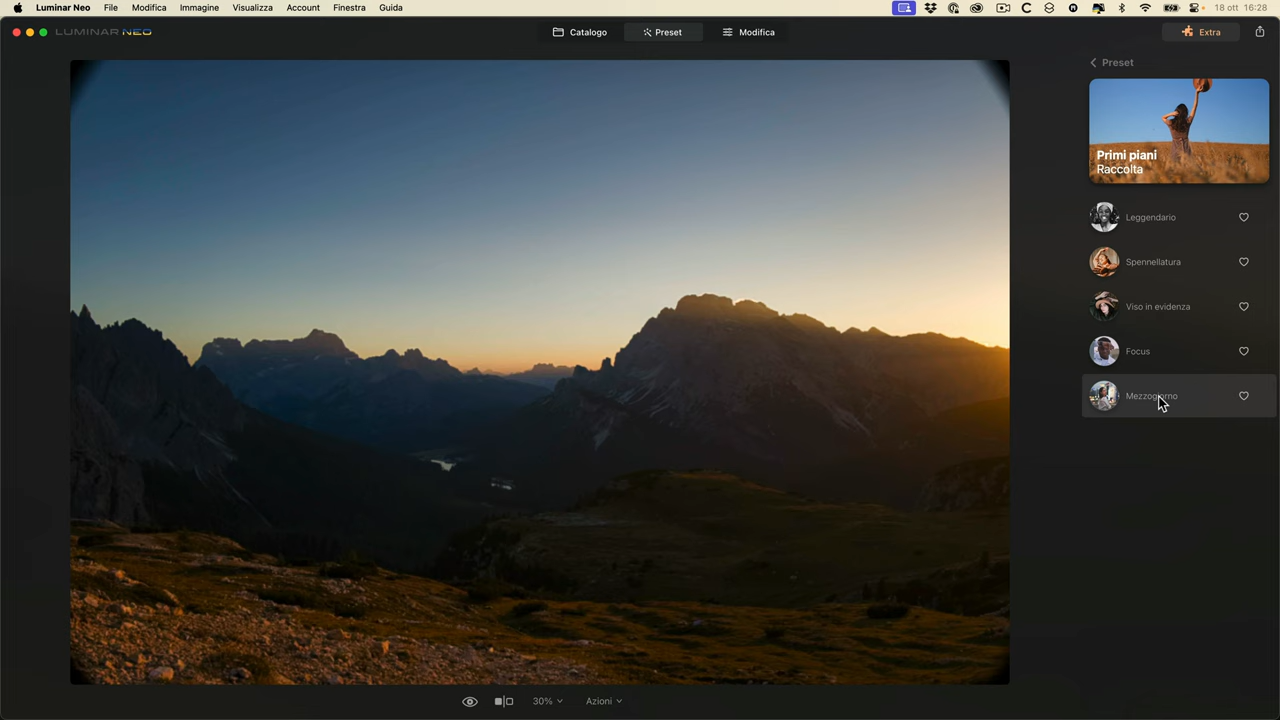 Luminar Neo File Modifica Immagine Visualizza Account Finestra Guida 18 ott 16:28
LUMINAR NEO Catalogo Preset Modifica Extra
Preset
Primi piani
Raccolta
Leggendario
Spennellatura
Viso in evidenza
Focus
Mezzogiorno
30% Azioni